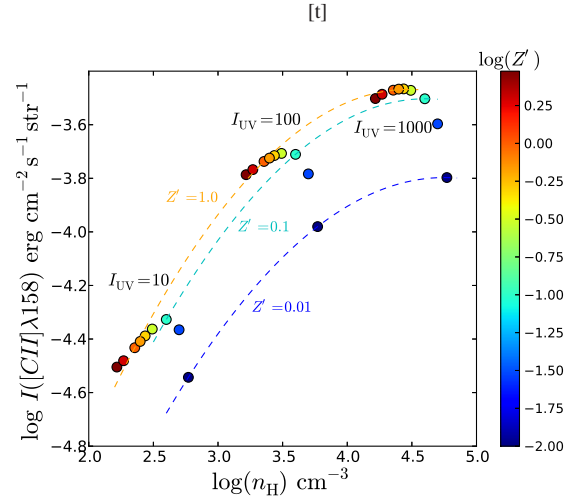 [t]
log(Z′)
log I([CII]λ158) erg cm⁻² s⁻¹ str⁻¹
−3.6
−3.8
−4.0
−4.2
−4.4
−4.6
−4.8
I_UV = 100
I_UV = 1000
Z′ = 1.0
Z′ = 0.1
I_UV = 10
Z′ = 0.01
2.0 2.5 3.0 3.5 4.0 4.5 5.0
log(n_H) cm⁻³
0.25
0.00
−0.25
−0.50
−0.75
−1.00
−1.25
−1.50
−1.75
−2.00